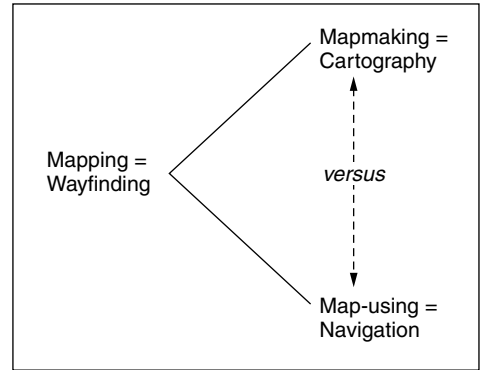 Mapmaking =
Cartography
Mapping =
Wayfinding
versus
Map-using =
Navigation